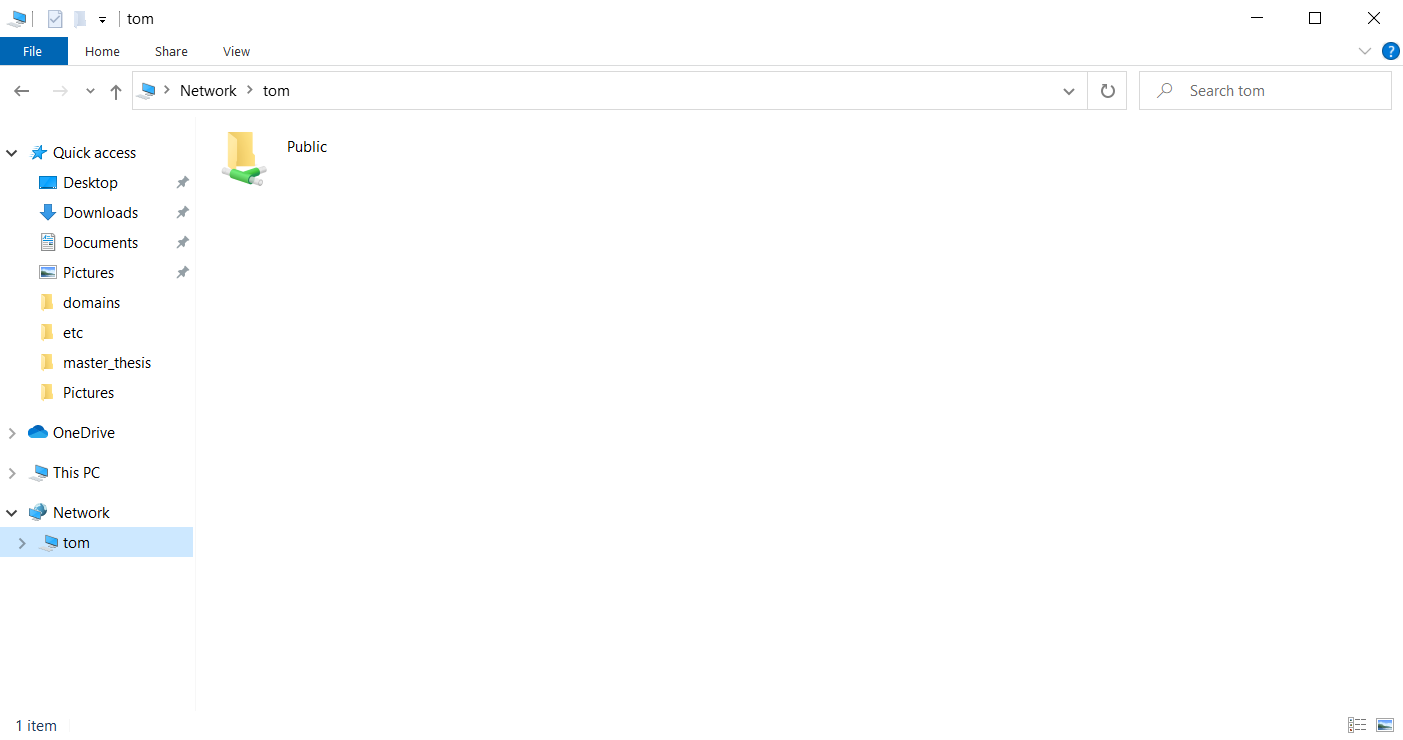 tom
File Home Share View
Network tom
Search tom
Public
Quick access
Desktop
Downloads
Documents
Pictures
domains
etc
master_thesis
Pictures
OneDrive
This PC
Network
tom
1 item